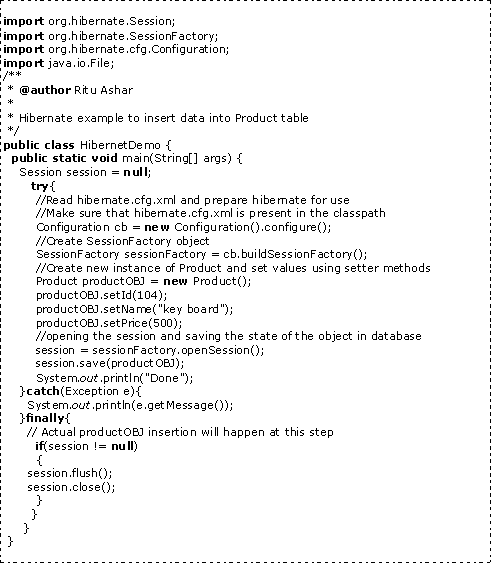 import org.hibernate.Session;
import org.hibernate.SessionFactory;
import org.hibernate.cfg.Configuration;
import java.io.File;
/**
* @author Ritu Ashar
*
* Hibernate example to insert data into Product table
*/
public class HibernetDemo {
public static void main(String[] args) {
Session session = null;
try{
//Read hibernate.cfg.xml and prepare hibernate for use
//Make sure that hibernate.cfg.xml is present in the classpath
Configuration cb = new Configuration().configure();
//Create SessionFactory object
SessionFactory sessionFactory = cb.buildSessionFactory();
//Create new instance of Product and set values using setter methods
Product productOBJ = new Product();
productOBJ.setId(104);
productOBJ.setName("key board");
productOBJ.setPrice(500);
//opening the session and saving the state of the object in database
session = sessionFactory.openSession();
session.save(productOBJ);
System.out.println("Done");
}catch(Exception e){
System.out.println(e.getMessage());
}finally{
// Actual productOBJ insertion will happen at this step
if(session != null)
{
session.flush();
session.close();
}
}
}
}